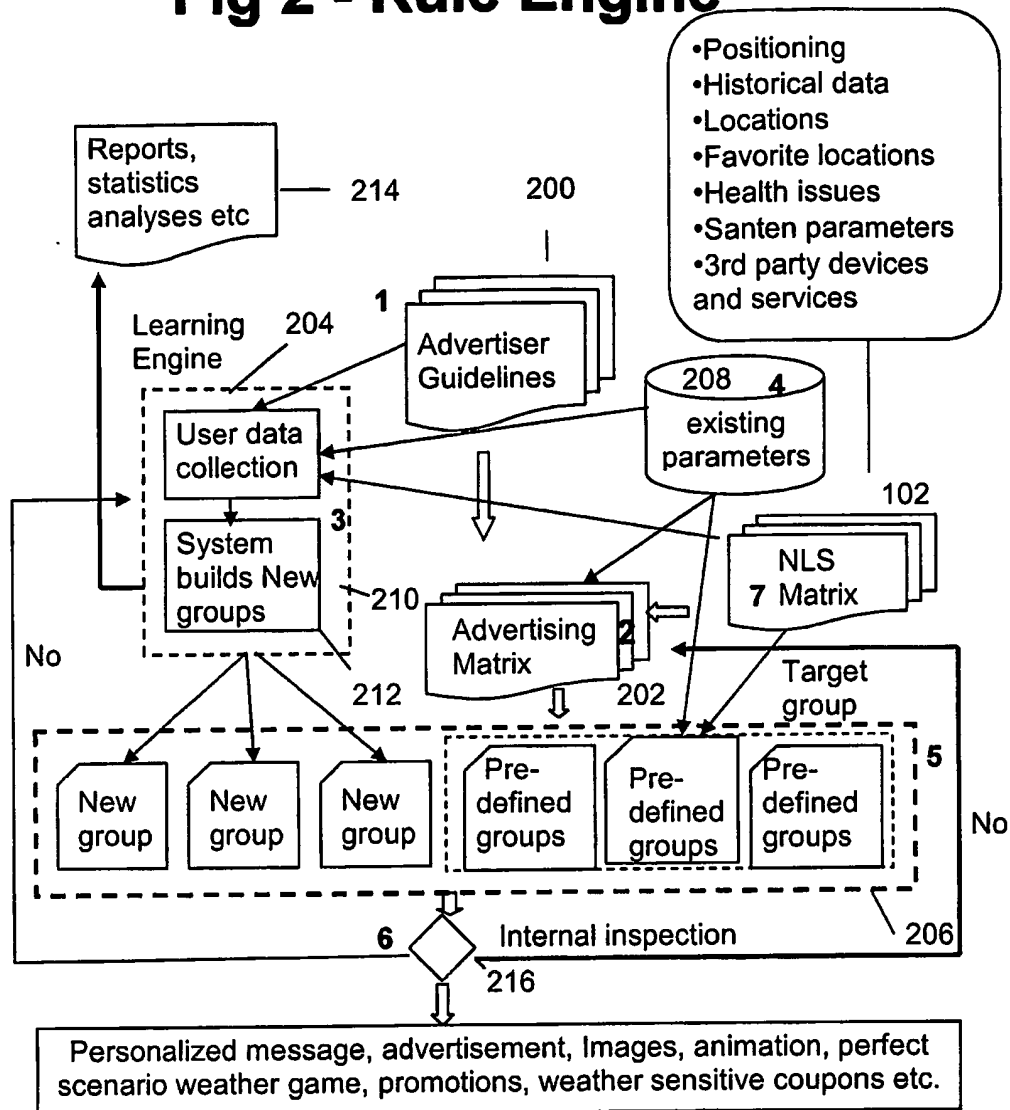 Fig 2 - Rule Engine
•Positioning
•Historical data
•Locations
•Favorite locations
•Health issues
•Santen parameters
•3rd party devices
and services
Reports,
statistics
analyses etc
214
200
1
Learning
Engine
204
Advertiser
Guidelines
208
4
existing
parameters
User data
collection
3
System
builds New
groups
210
212
102
NLS
7 Matrix
Advertising
Matrix
2
202
No
Target
group
5
New
group
New
group
New
group
Pre-
defined
groups
Pre-
defined
groups
Pre-
defined
groups
No
6
Internal inspection
206
216
Personalized message, advertisement, Images, animation, perfect
scenario weather game, promotions, weather sensitive coupons etc.